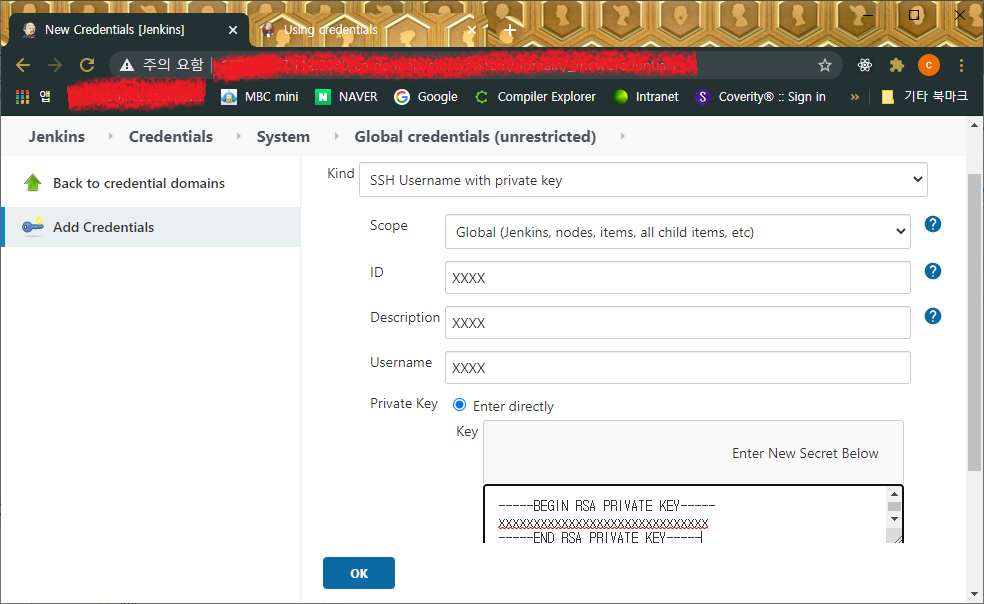 New Credentials [Jenkins]
Using credentials
주의 요함
앱
MBC mini
NAVER
Google
Compiler Explorer
Intranet
Coverity® :: Sign in
»
기타 북마크
Jenkins
Credentials
System
Global credentials (unrestricted)
Back to credential domains
Add Credentials
Kind
SSH Username with private key
Scope
Global (Jenkins, nodes, items, all child items, etc)
ID
XXXX
Description
XXXX
Username
XXXX
Private Key
Enter directly
Key
Enter New Secret Below
-----BEGIN RSA PRIVATE KEY-----
XXXXXXXXXXXXXXXXXXXXXXXXXXXXXX
-----END RSA PRIVATE KEY-----
OK